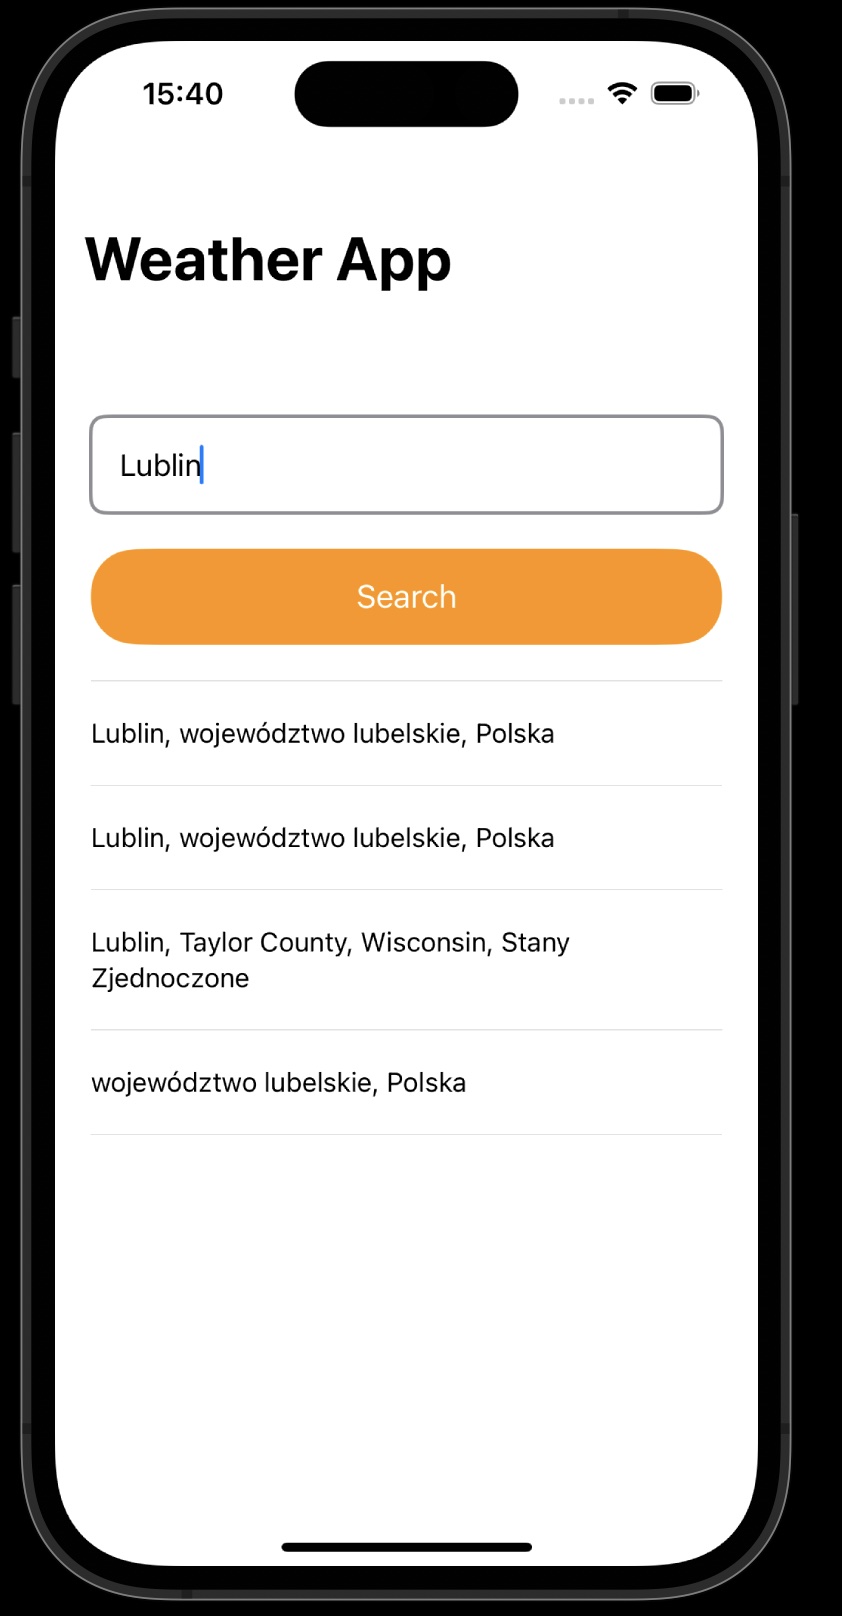 15:40
Weather App
Lublin
Search
Lublin, województwo lubelskie, Polska
Lublin, województwo lubelskie, Polska
Lublin, Taylor County, Wisconsin, Stany
Zjednoczone
województwo lubelskie, Polska